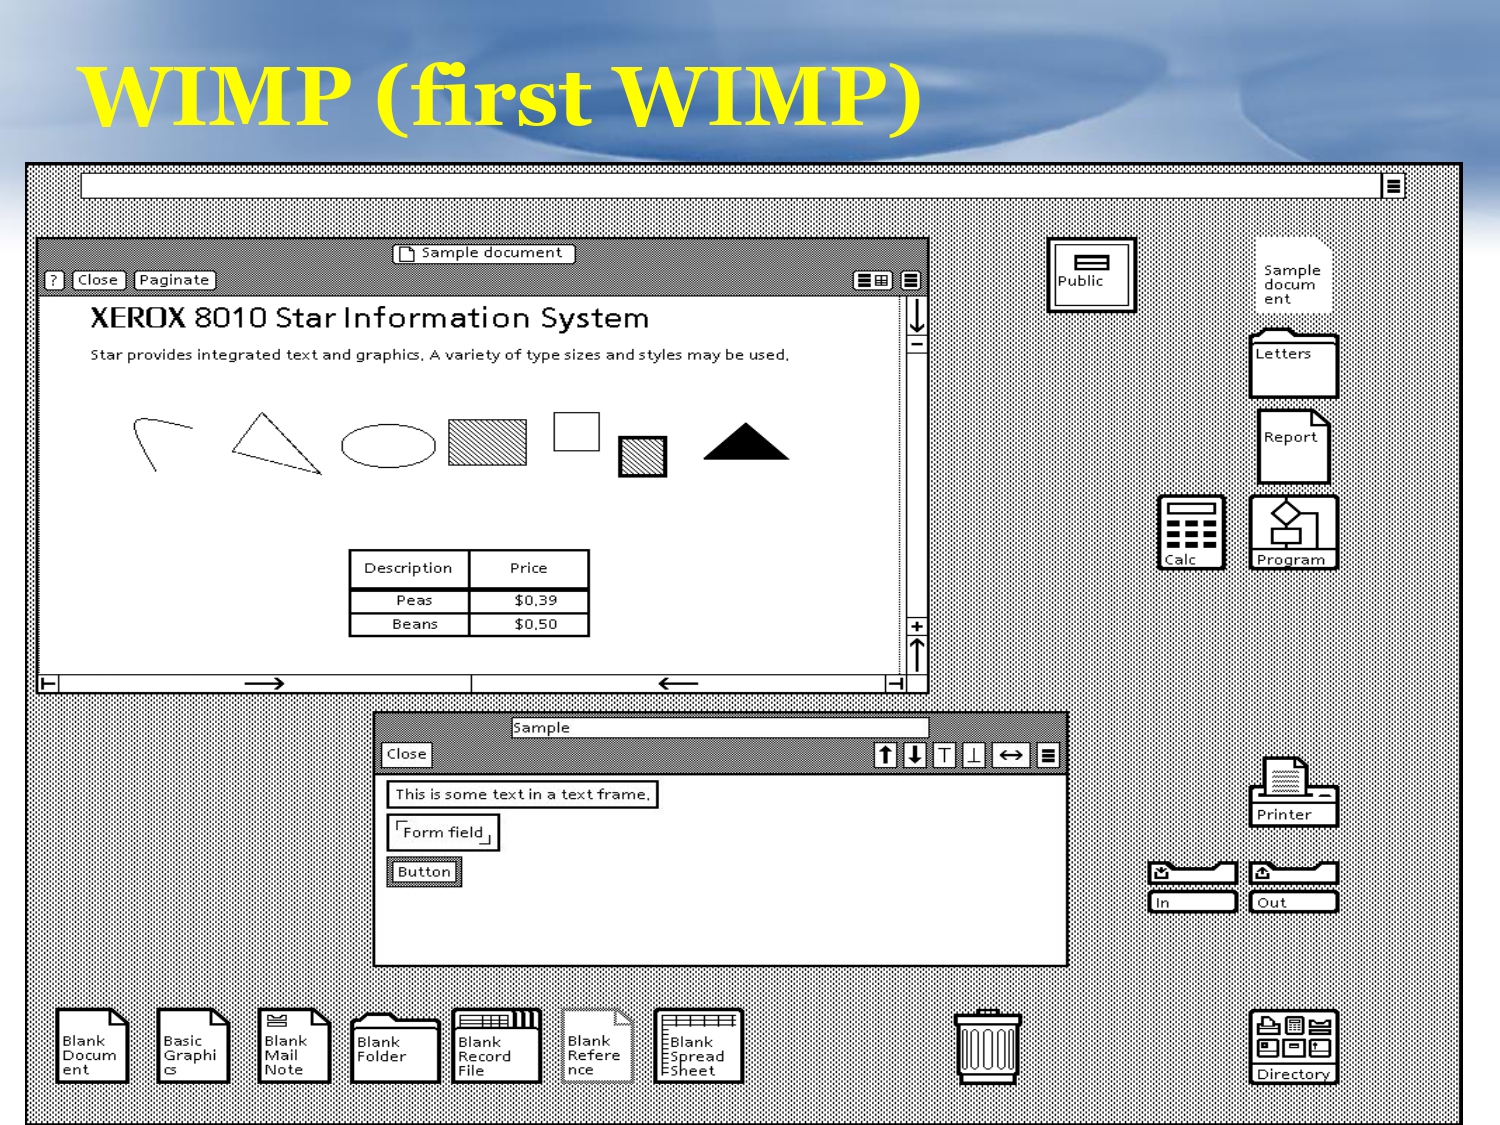 WIMP (first WIMP)
Sample document
? Close Paginate
XEROX 8010 Star Information System
Star provides integrated text and graphics. A variety of type sizes and styles may be used.
Description Price
Peas $0.39
Beans $0.50
Public
Sample
docum
ent
Letters
Report
Calc
Program
Sample
Close
This is some text in a text frame.
Form field
Button
Printer
In
Out
Blank
Docum
ent
Basic
Graphi
cs
Blank
Mail
Note
Blank
Folder
Blank
Record
File
Blank
Refere
nce
Blank
Spread
Sheet
Directory